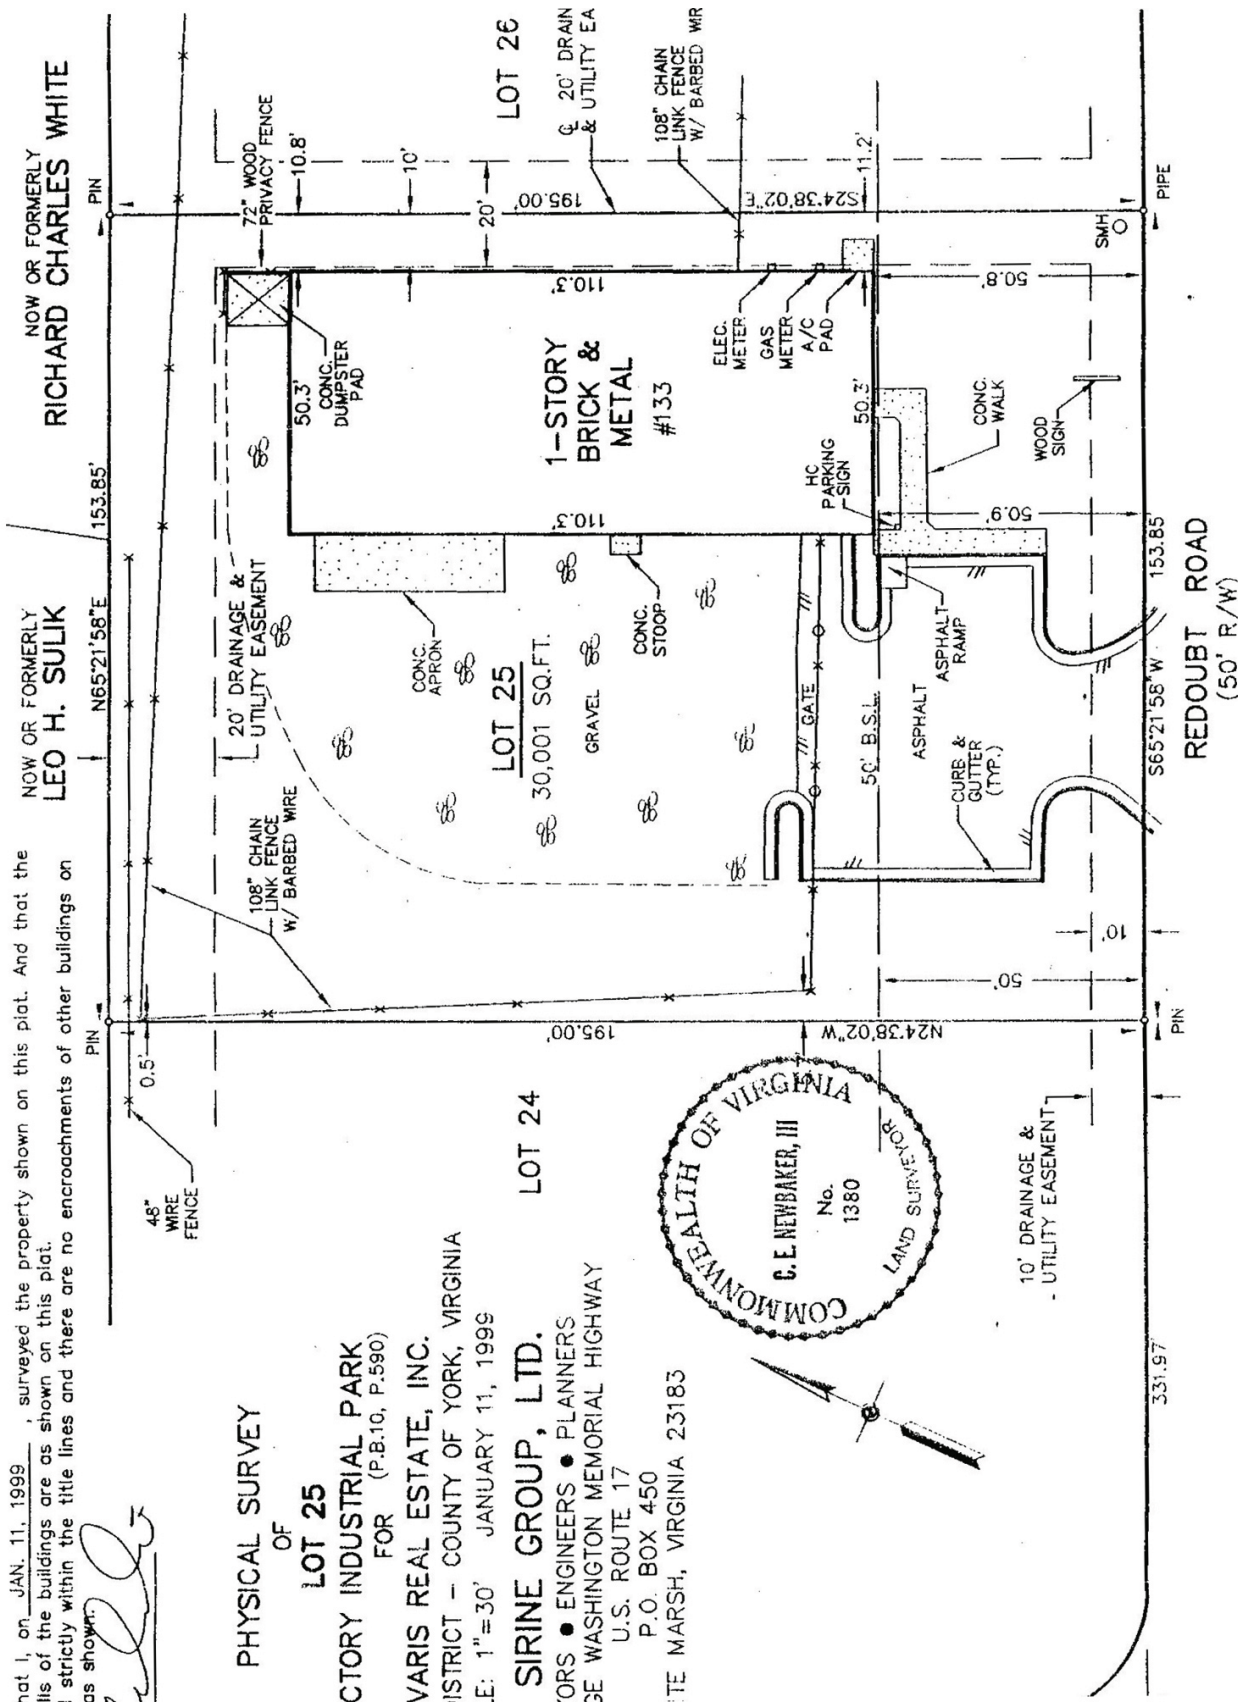 hat I, on JAN. 11, 1999 , surveyed the property shown on this plat. And that the
lls of the buildings are as shown on this plat.
strictly within the title lines and there are no encroachments of other buildings on
as shown.
PHYSICAL SURVEY
OF
LOT 25
CTORY INDUSTRIAL PARK
FOR (P.B.10, P.590)
VARIS REAL ESTATE, INC.
ISTRICT - COUNTY OF YORK, VIRGINIA
LE: 1"=30' JANUARY 11, 1999
SIRINE GROUP, LTD.
YORS ● ENGINEERS ● PLANNERS
GE WASHINGTON MEMORIAL HIGHWAY
U.S. ROUTE 17
P.O. BOX 450
TE MARSH, VIRGINIA 23183
COMMONWEALTH OF VIRGINIA
C. E. NEWBAKER, III
No.
1380
LAND SURVEYOR
NOW OR FORMERLY
LEO H. SULIK
NOW OR FORMERLY
RICHARD CHARLES WHITE
PIN
N65°21'58"E 153.85'
PIN
0.5'
48"
WIRE
FENCE
108" CHAIN
LINK FENCE
W/ BARBED WIRE
20' DRAINAGE &
UTILITY EASEMENT
72" WOOD
PRIVACY FENCE
10.8'
10'
20'
LOT 26
℄ 20' DRAIN
& UTILITY EA
108" CHAIN
LINK FENCE
W/ BARBED WIR
50.3'
CONC.
DUMPSTER
PAD
110.3'
195.00'
S24°38'02"E
11.2'
1-STORY
BRICK &
METAL
#133
ELEC.
METER
GAS
METER
A/C
PAD
110.3'
50.3'
HC
PARKING
SIGN
CONC.
APRON
CONC.
STOOP
LOT 25
30,001 SQ.FT.
GRAVEL
GATE
195.00'
N24°38'02"W
LOT 24
50' B.S.L.
ASPHALT
ASPHALT
RAMP
CURB &
GUTTER
(TYP.)
CONC.
WALK
WOOD
SIGN
50.8'
50.9'
50'
10'
SMH
10' DRAINAGE &
UTILITY EASEMENT
331.97
PIN
S65°21'58"W 153.85
PIPE
REDOUBT ROAD
(50' R/W)